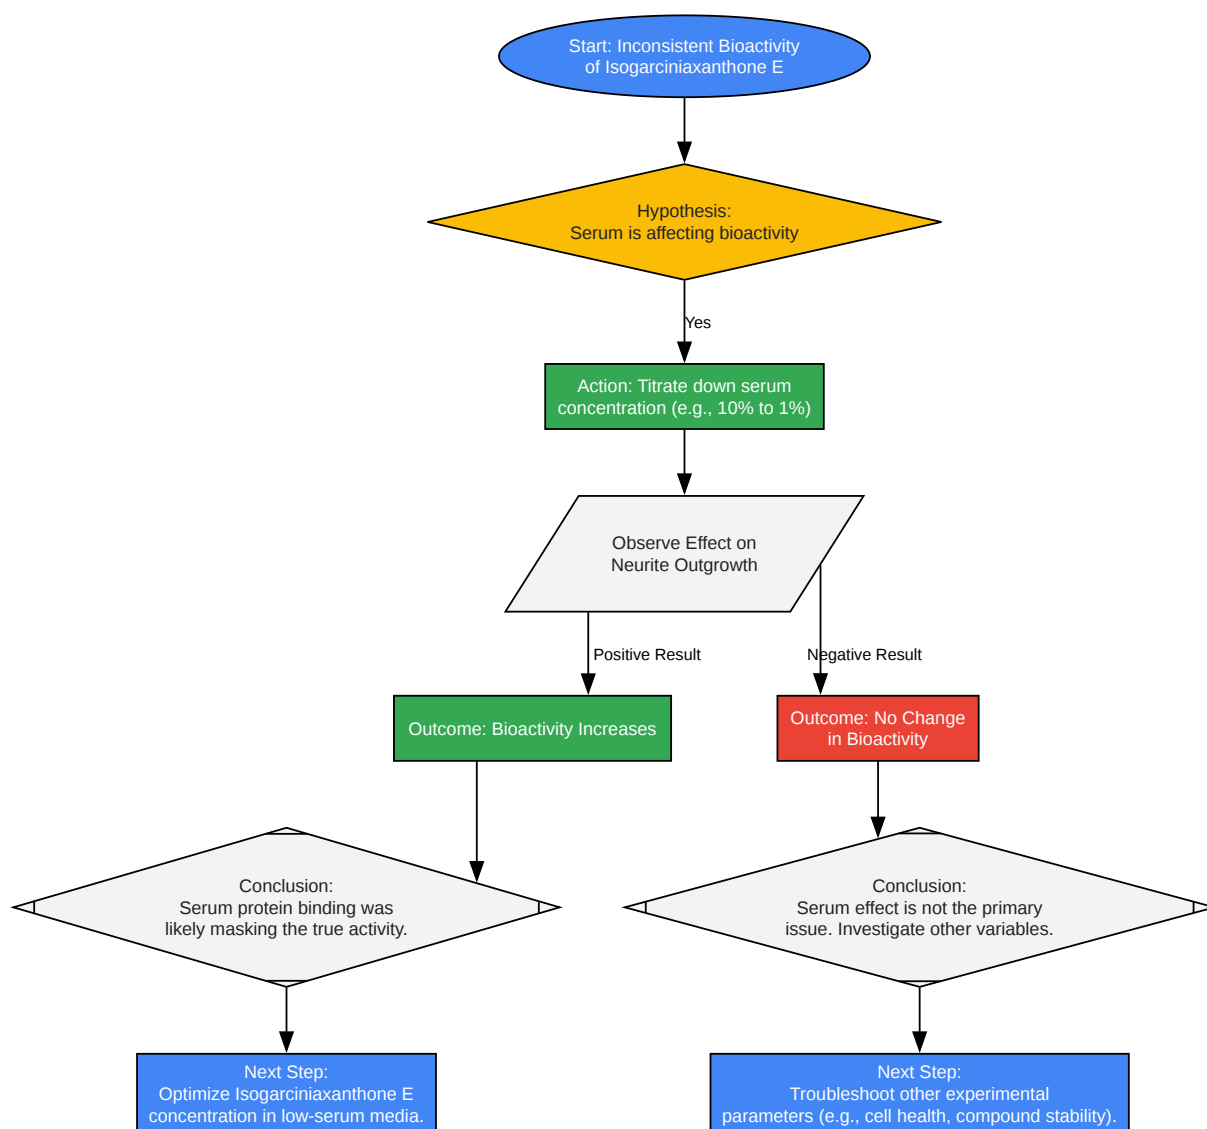 Start: Inconsistent Bioactivity
of Isogarciniaxanthone E
Hypothesis:
Serum is affecting bioactivity
Yes
Action: Titrate down serum
concentration (e.g., 10% to 1%)
Observe Effect on
Neurite Outgrowth
Positive Result
Negative Result
Outcome: Bioactivity Increases
Outcome: No Change
in Bioactivity
Conclusion:
Serum protein binding was
likely masking the true activity.
Conclusion:
Serum effect is not the primary
issue. Investigate other variables.
Next Step:
Optimize Isogarciniaxanthone E
concentration in low-serum media.
Next Step:
Troubleshoot other experimental
parameters (e.g., cell health, compound stability).